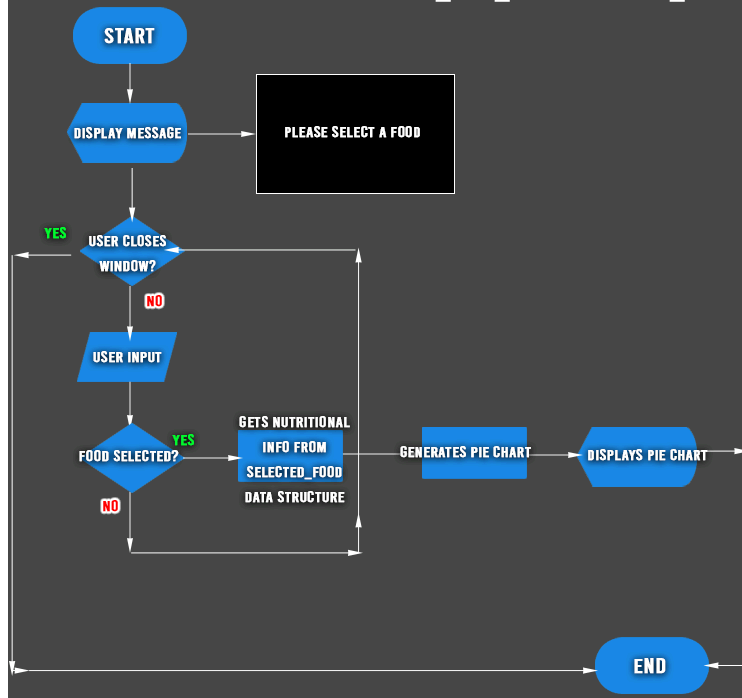 START
DISPLAY MESSAGE
PLEASE SELECT A FOOD
YES
USER CLOSES
WINDOW?
NO
USER INPUT
FOOD SELECTED?
YES
NO
GETS NUTRITIONAL
INFO FROM
SELECTED_FOOD
DATA STRUCTURE
GENERATES PIE CHART
DISPLAYS PIE CHART
END